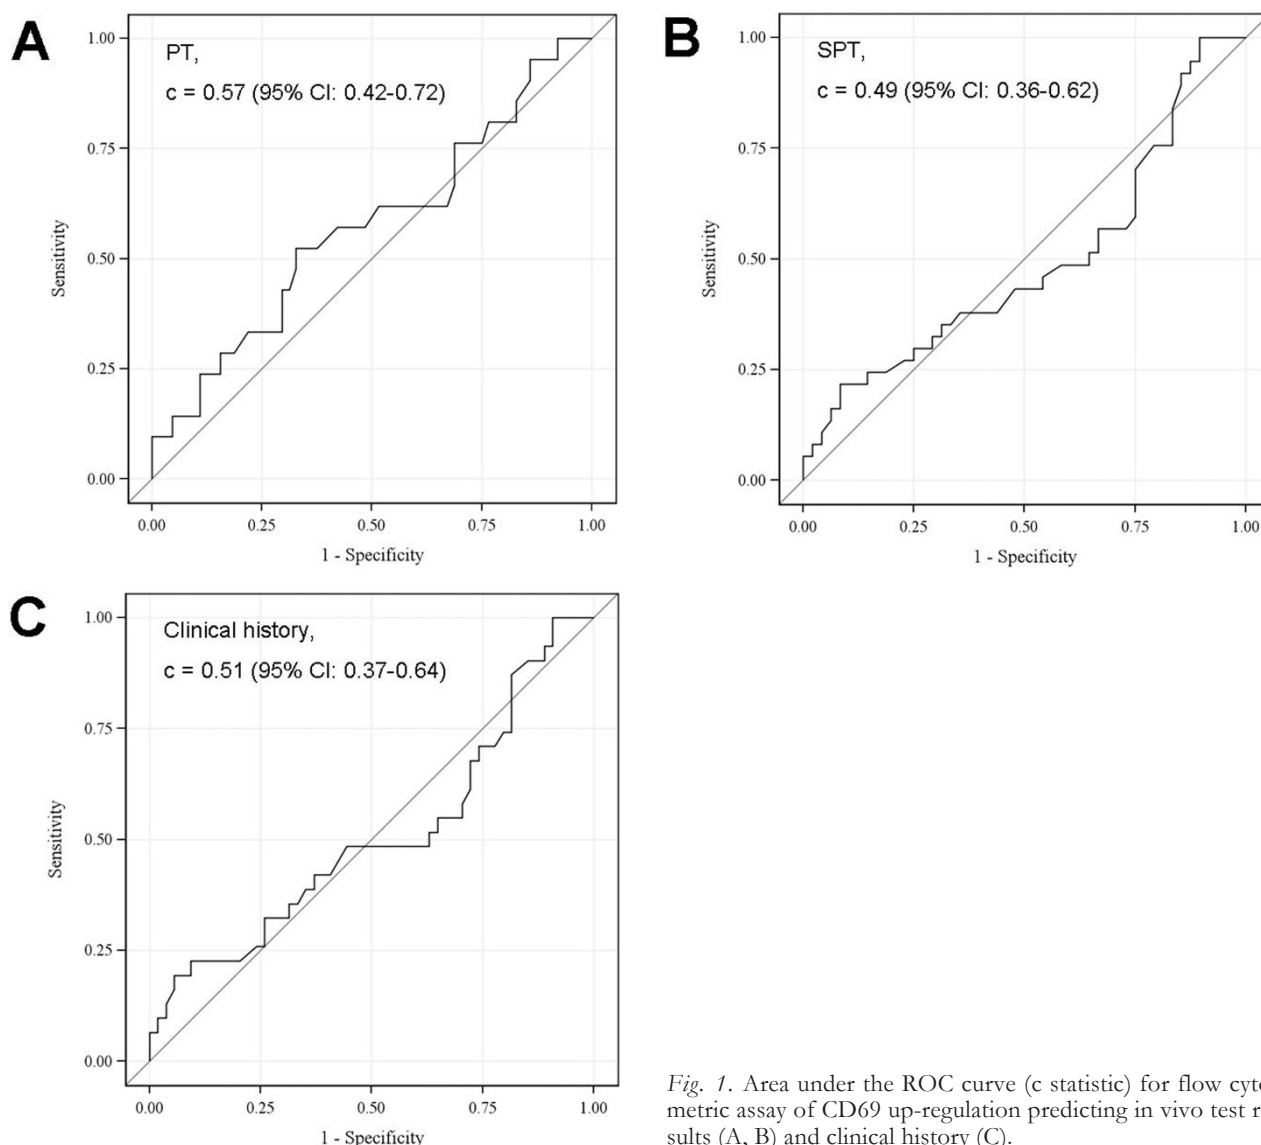 A
PT,
c = 0.57 (95% CI: 0.42-0.72)
1.00
0.75
0.50
0.25
0.00
Sensitivity
0.00 0.25 0.50 0.75 1.00
1 - Specificity
B
SPT,
c = 0.49 (95% CI: 0.36-0.62)
1.00
0.75
0.50
0.25
0.00
Sensitivity
0.00 0.25 0.50 0.75 1.00
1 - Specificity
C
Clinical history,
c = 0.51 (95% CI: 0.37-0.64)
1.00
0.75
0.50
0.25
0.00
Sensitivity
0.00 0.25 0.50 0.75 1.00
1 - Specificity
Fig. 1. Area under the ROC curve (c statistic) for flow cyto
metric assay of CD69 up-regulation predicting in vivo test r
sults (A, B) and clinical history (C).